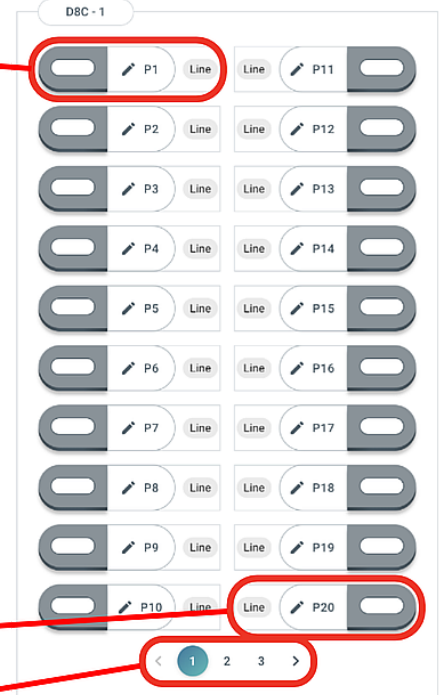 D8C - 1
P1 Line Line P11
P2 Line Line P12
P3 Line Line P13
P4 Line Line P14
P5 Line Line P15
P6 Line Line P16
P7 Line Line P17
P8 Line Line P18
P9 Line Line P19
P10 Line Line P20
< 1 2 3 >